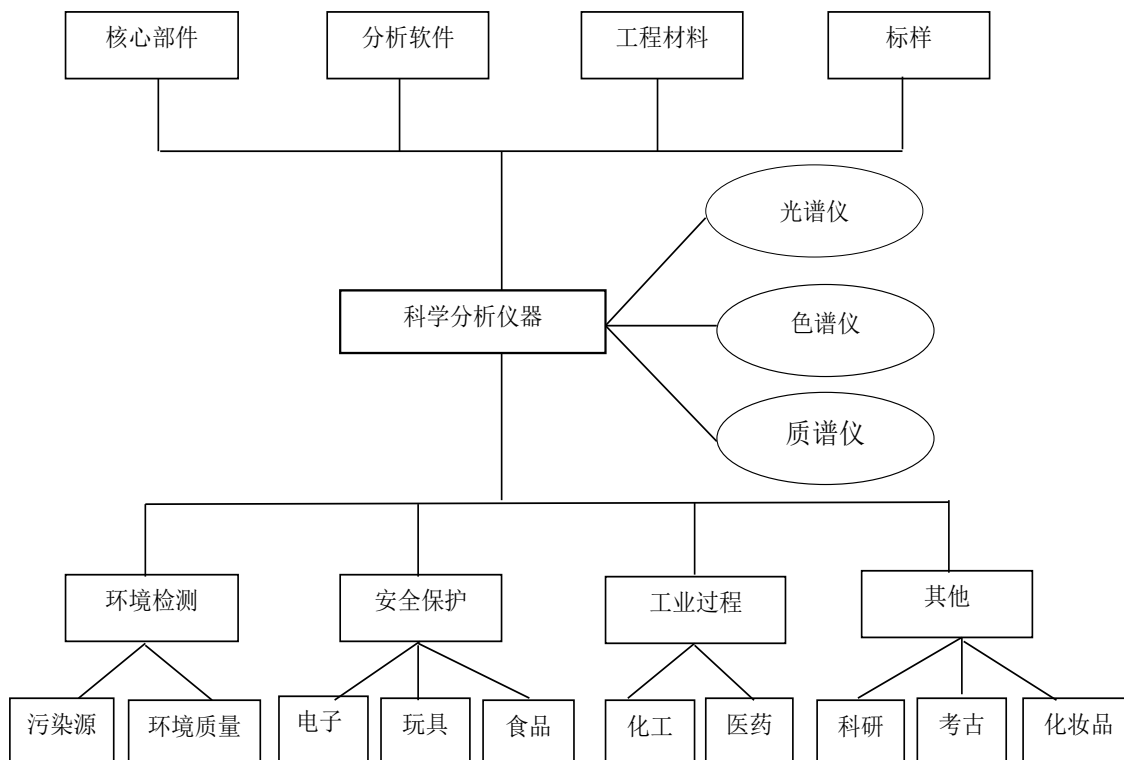 核心部件
分析软件
工程材料
标样
光谱仪
科学分析仪器
色谱仪
质谱仪
环境检测
安全保护
工业过程
其他
污染源
环境质量
电子
玩具
食品
化工
医药
科研
考古
化妆品